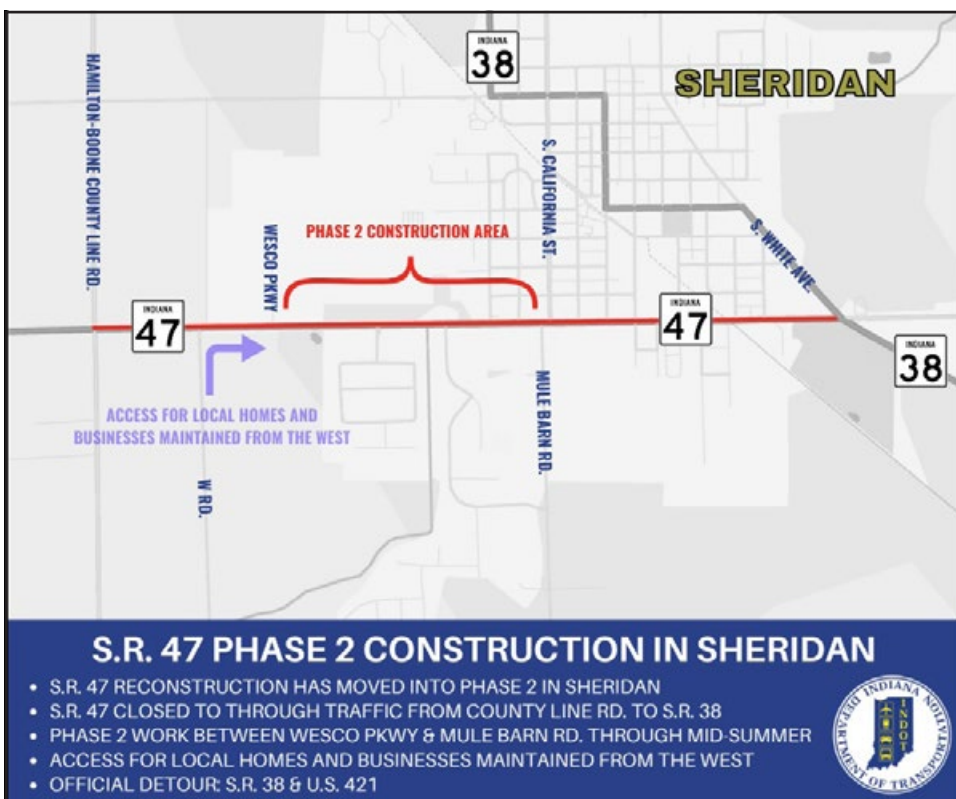 INDIANA
38
SHERIDAN
HAMILTON-BOONE COUNTY LINE RD.
S. CALIFORNIA ST.
WESCO PKWY
PHASE 2 CONSTRUCTION AREA
S. WHITE AVE.
INDIANA
47
INDIANA
47
INDIANA
38
ACCESS FOR LOCAL HOMES AND
BUSINESSES MAINTAINED FROM THE WEST
MULE BARN RD.
W RD.
S.R. 47 PHASE 2 CONSTRUCTION IN SHERIDAN
• S.R. 47 RECONSTRUCTION HAS MOVED INTO PHASE 2 IN SHERIDAN
• S.R. 47 CLOSED TO THROUGH TRAFFIC FROM COUNTY LINE RD. TO S.R. 38
• PHASE 2 WORK BETWEEN WESCO PKWY & MULE BARN RD. THROUGH MID-SUMMER
• ACCESS FOR LOCAL HOMES AND BUSINESSES MAINTAINED FROM THE WEST
• OFFICIAL DETOUR: S.R. 38 & U.S. 421
INDIANA DEPARTMENT OF TRANSPORTATION
INDOT